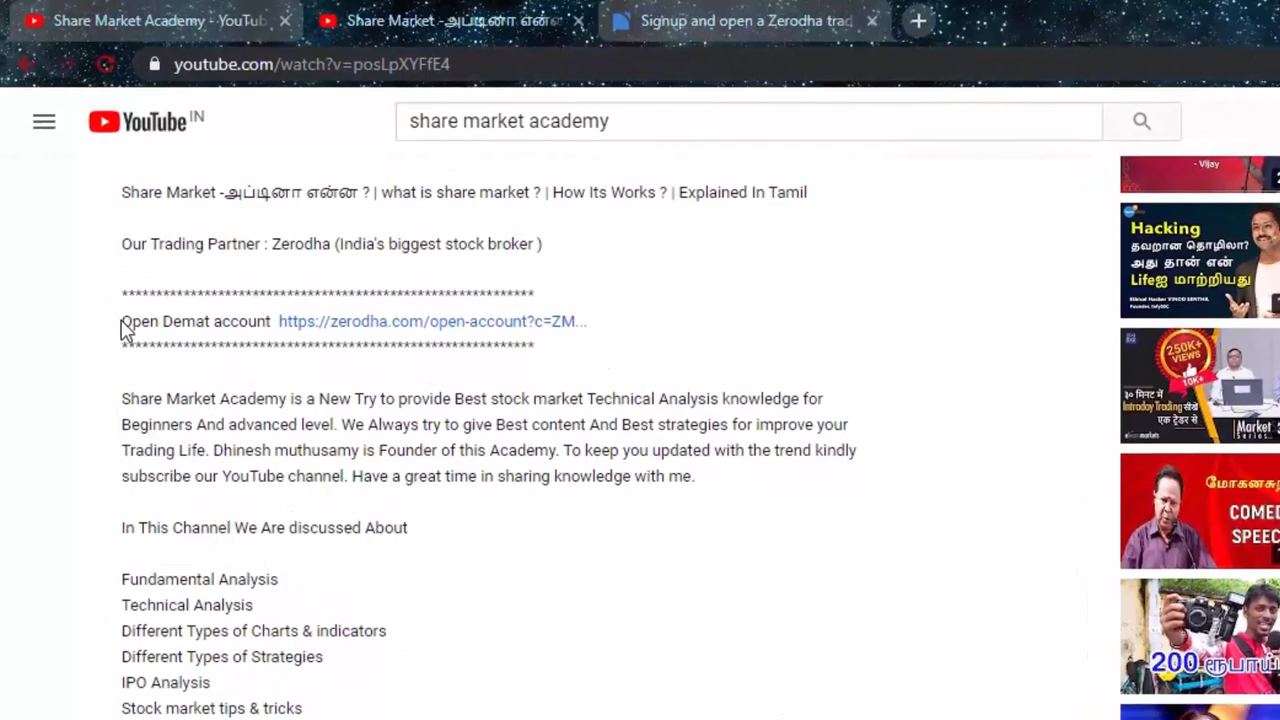 Share Market Academy - YouTub
Share Market -அப்டினா என்ன
Signup and open a Zerodha trad
youtube.com/watch?v=posLpXYFfE4
YouTube IN
share market academy
Share Market -அப்டினா என்ன ? | what is share market ? | How Its Works ? | Explained In Tamil
Our Trading Partner : Zerodha (India's biggest stock broker )
************************************************************
Open Demat account https://zerodha.com/open-account?c=ZM...
************************************************************
Share Market Academy is a New Try to provide Best stock market Technical Analysis knowledge for
Beginners And advanced level. We Always try to give Best content And Best strategies for improve your
Trading Life. Dhinesh muthusamy is Founder of this Academy. To keep you updated with the trend kindly
subscribe our YouTube channel. Have a great time in sharing knowledge with me.
In This Channel We Are discussed About
Fundamental Analysis
Technical Analysis
Different Types of Charts & indicators
Different Types of Strategies
IPO Analysis
Stock market tips & tricks
- Vijay
Hacking
தவறான தொழிலா?
அது தான் என்
Lifeஐ மாற்றியது
250K+
VIEWS
10K+
३० मिनट में
Intraday Trading सीखें
एक ट्रेडर से
Market
COMED
SPEEC
200 ரூபாய்